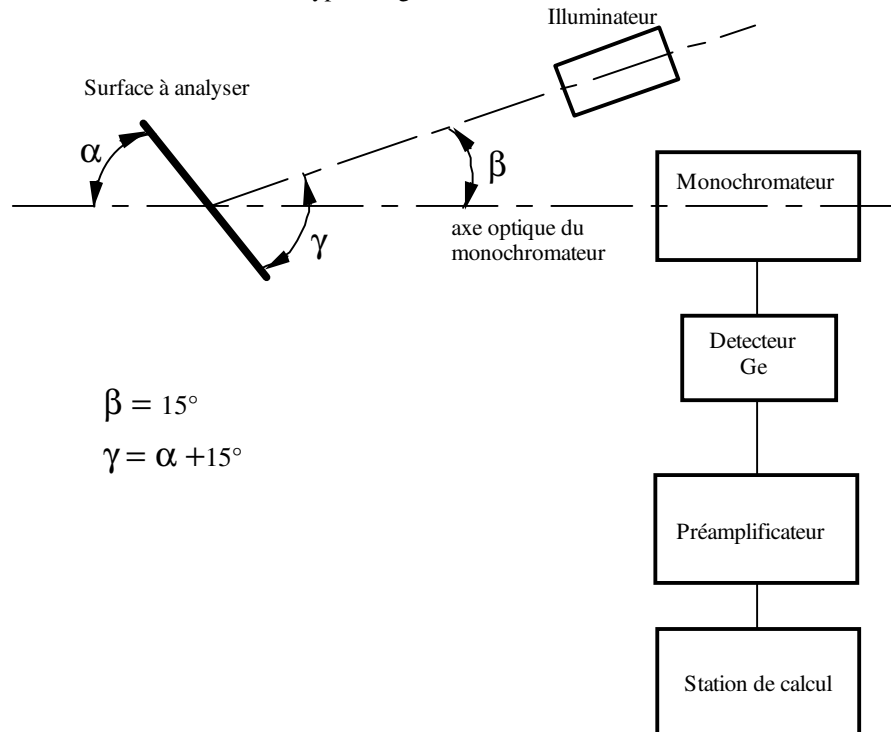 Illuminateur
Surface à analyser
α
β
γ
Monochromateur
axe optique du
monochromateur
Detecteur
Ge
β = 15°
γ = α +15°
Préamplificateur
Station de calcul